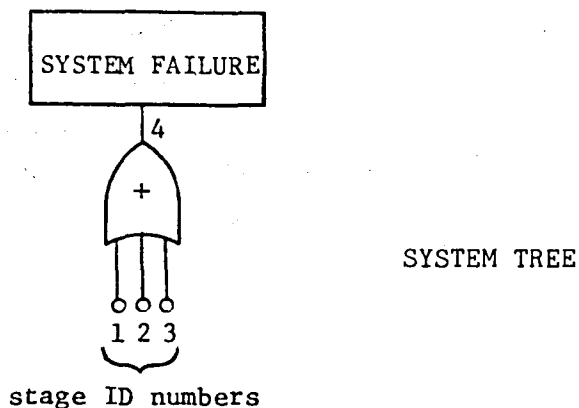 SYSTEM FAILURE
4
+
SYSTEM TREE
1 2 3
stage ID numbers